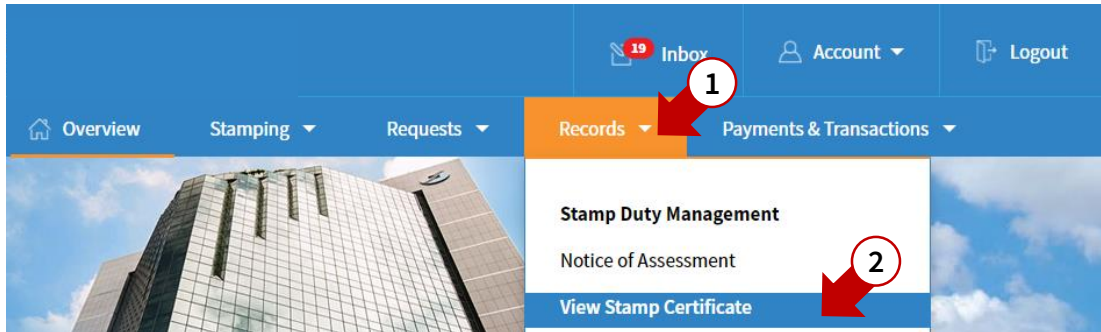 19 Inbox Account Logout
1
Overview Stamping Requests Records Payments & Transactions
Stamp Duty Management
Notice of Assessment
2
View Stamp Certificate